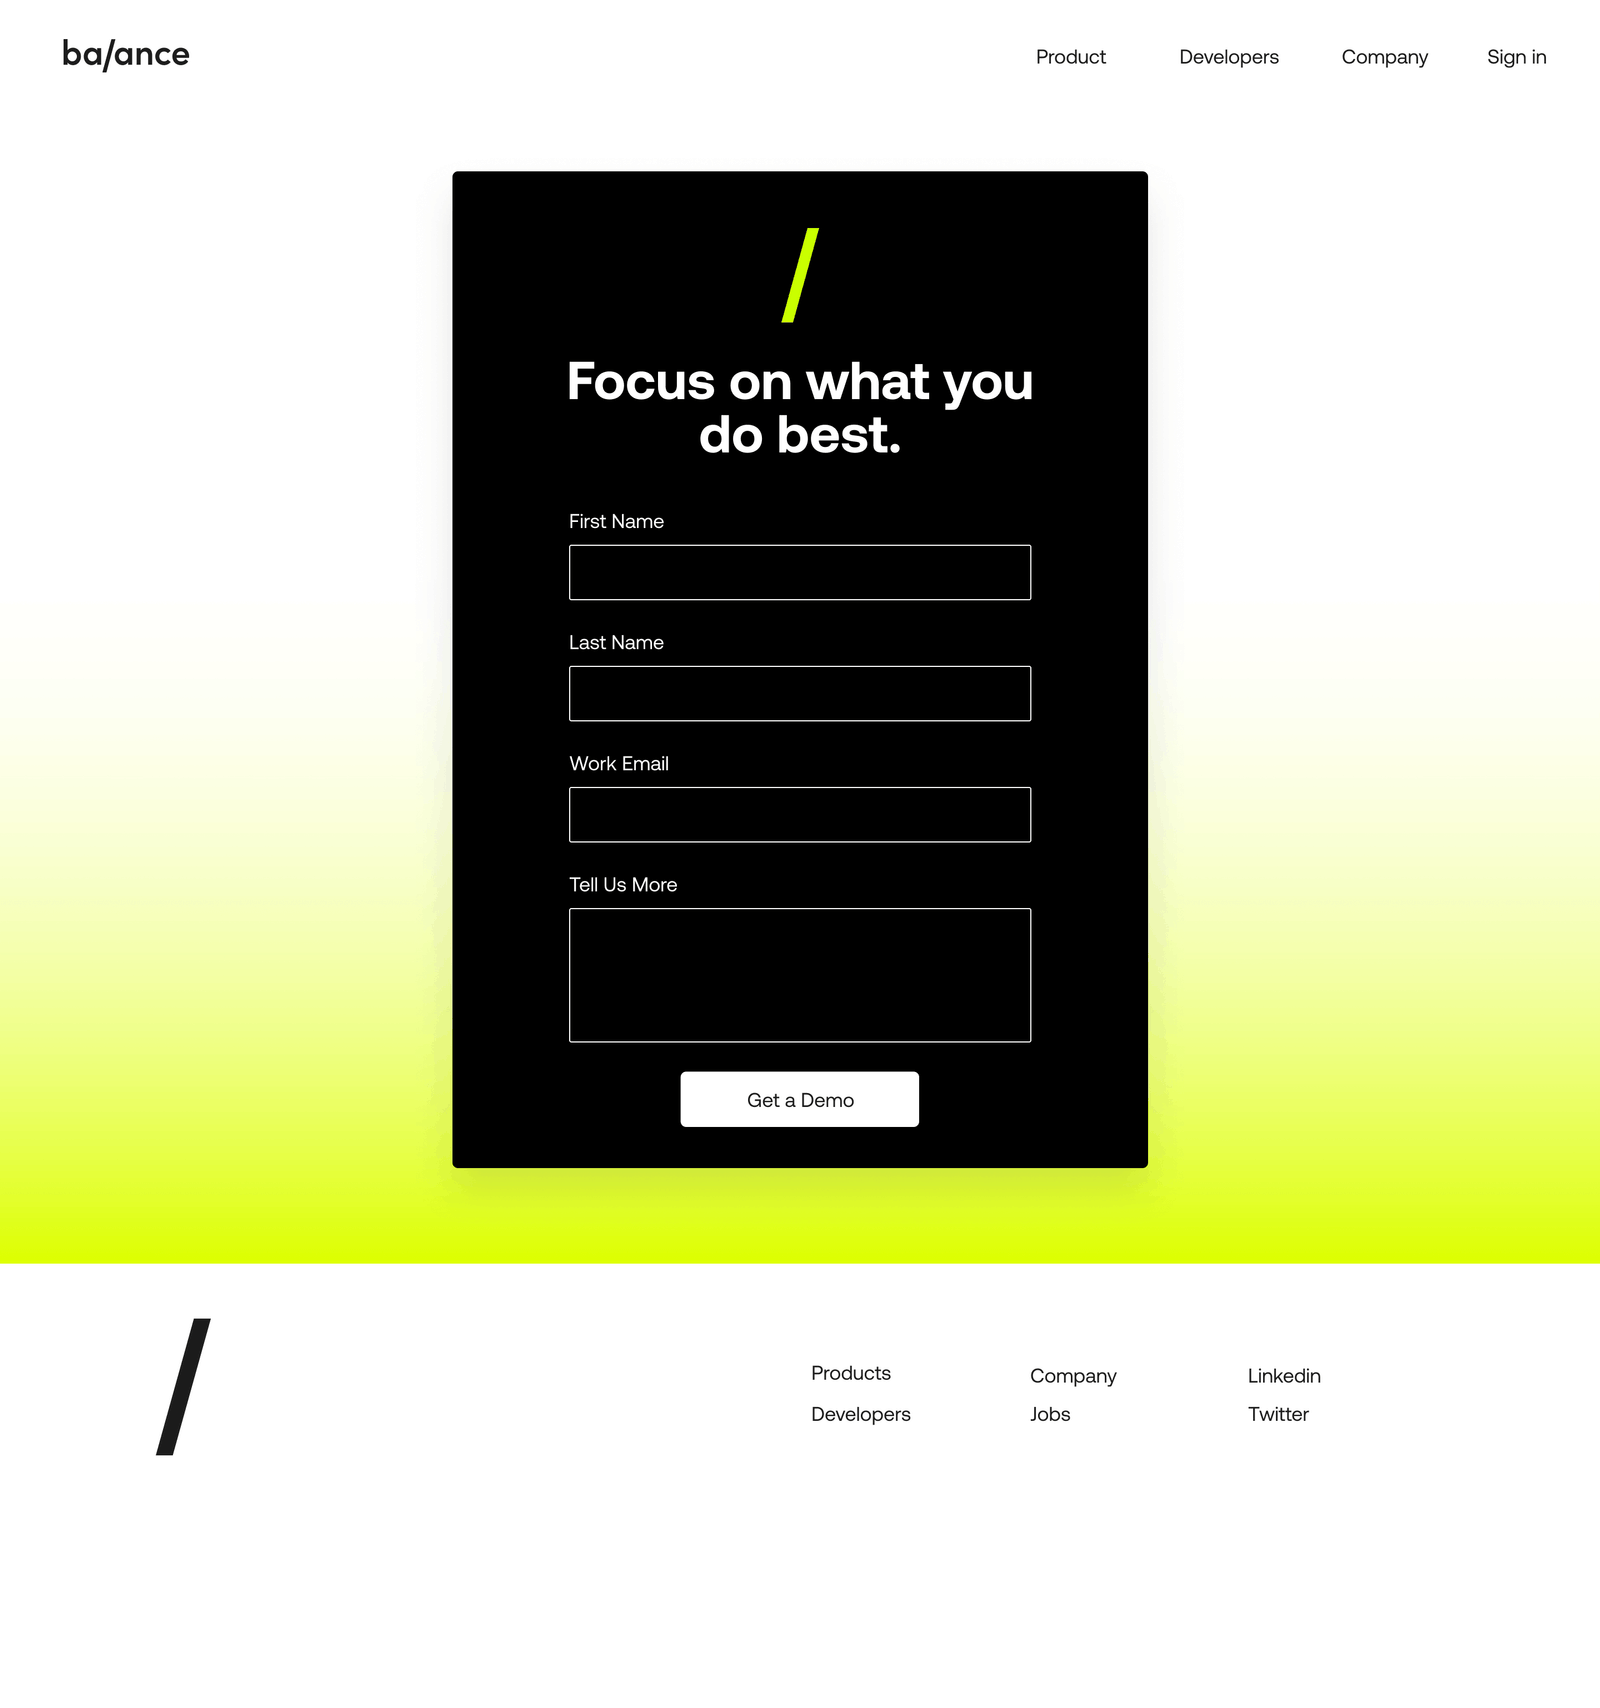 ba/ance
Product Developers Company Sign in
/
Focus on what you
do best.
First Name
Last Name
Work Email
Tell Us More
Get a Demo
/
Products Company Linkedin
Developers Jobs Twitter